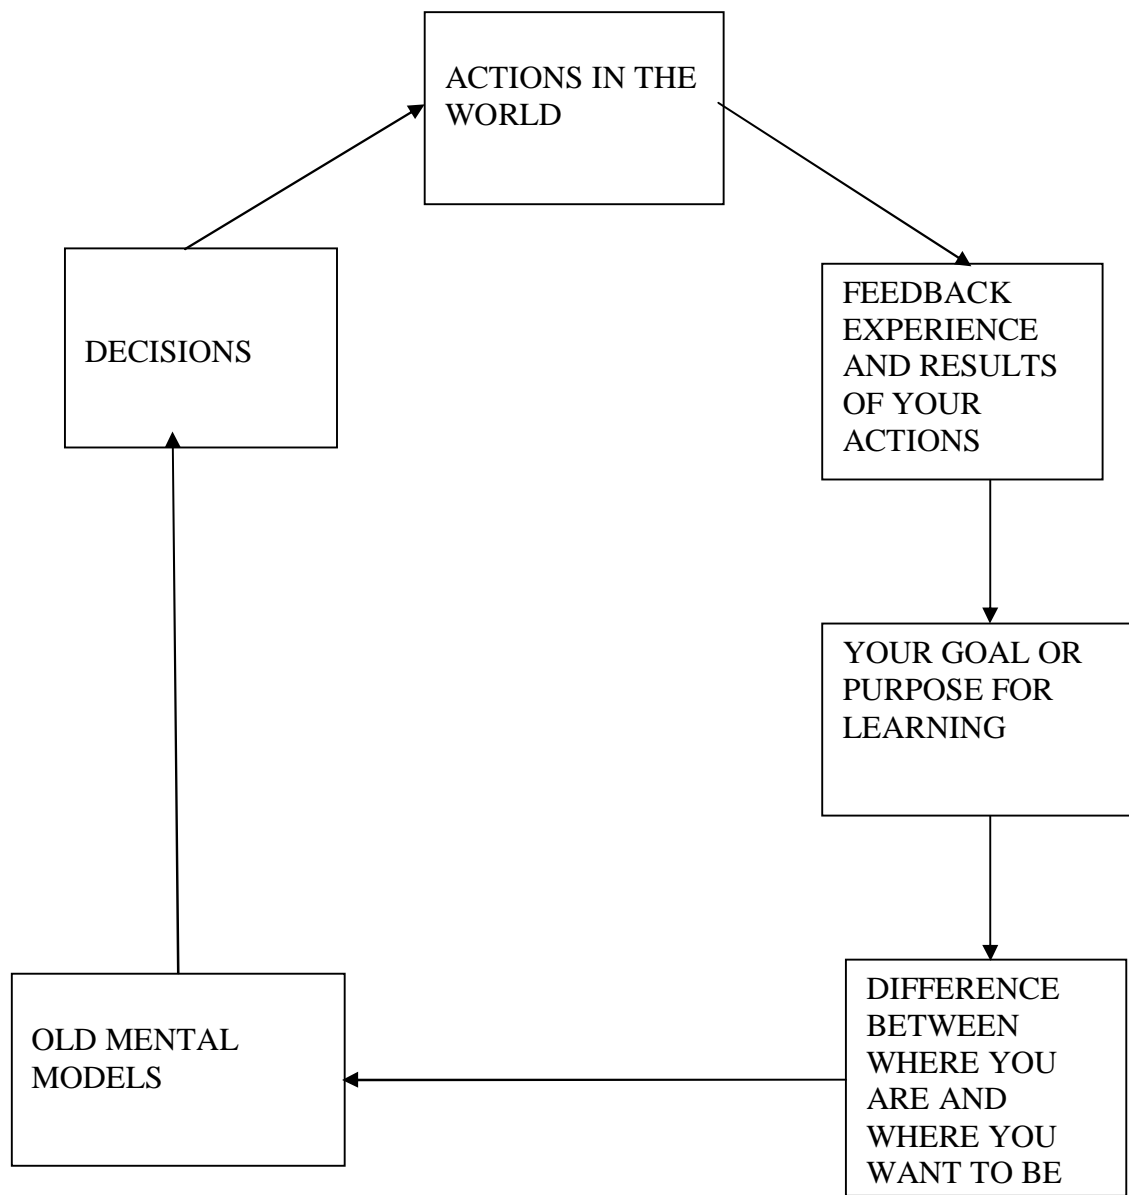 ACTIONS IN THE
WORLD
FEEDBACK
EXPERIENCE
AND RESULTS
OF YOUR
ACTIONS
YOUR GOAL OR
PURPOSE FOR
LEARNING
DIFFERENCE
BETWEEN
WHERE YOU
ARE AND
WHERE YOU
WANT TO BE
OLD MENTAL
MODELS
DECISIONS